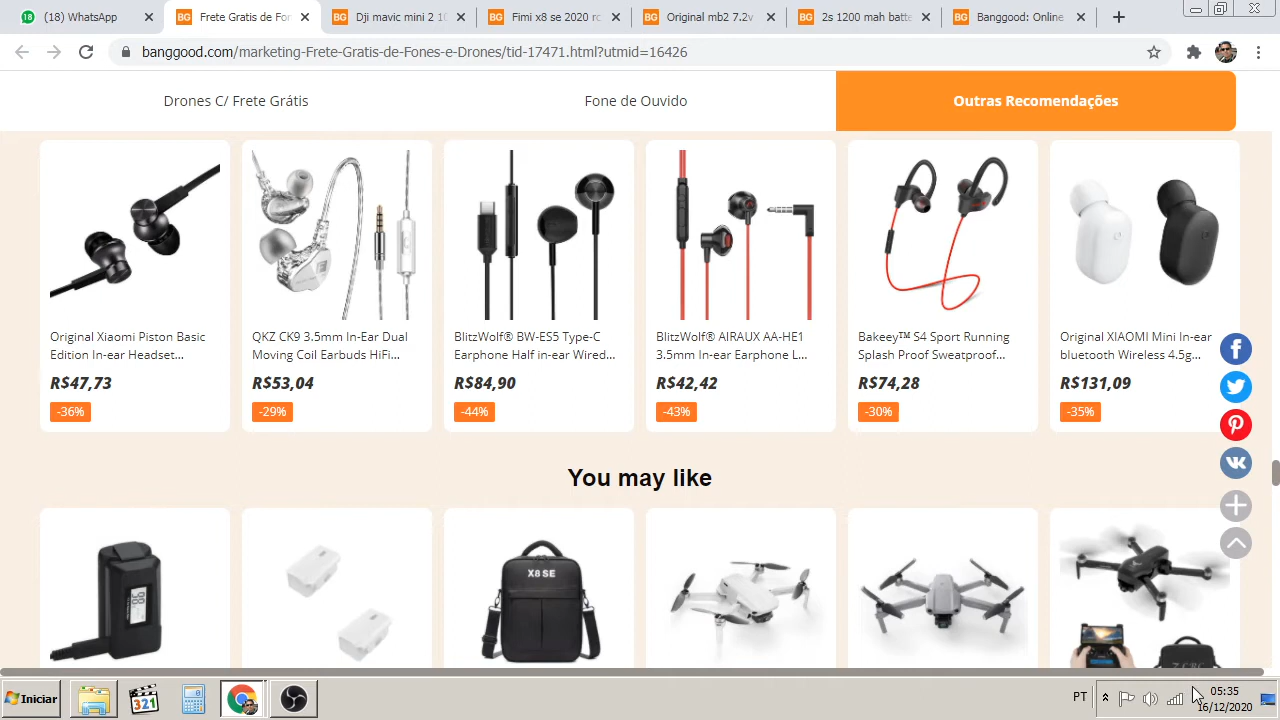 (18) WhatsApp
Frete Gratis de For
Dji mavic mini 2 10
Fimi x8se 2020 rc
Original mb2 7.2v
2s 1200 mah batte
Banggood: Online
banggood.com/marketing-Frete-Gratis-de-Fones-e-Drones/tid-17471.html?utmid=16426
Drones C/ Frete Grátis
Fone de Ouvido
Outras Recomendações
Original Xiaomi Piston Basic
Edition In-ear Headset...
R$47,73
-36%
QKZ CK9 3.5mm In-Ear Dual
Moving Coil Earbuds HiFi...
R$53,04
-29%
BlitzWolf® BW-ES5 Type-C
Earphone Half in-ear Wired...
R$84,90
-44%
BlitzWolf® AIRAUX AA-HE1
3.5mm In-ear Earphone L...
R$42,42
-43%
Bakeey™ S4 Sport Running
Splash Proof Sweatproof...
R$74,28
-30%
Original XIAOMI Mini In-ear
bluetooth Wireless 4.5g...
R$131,09
-35%
You may like
X8 SE
Iniciar
321
PT
05:35
16/12/2020